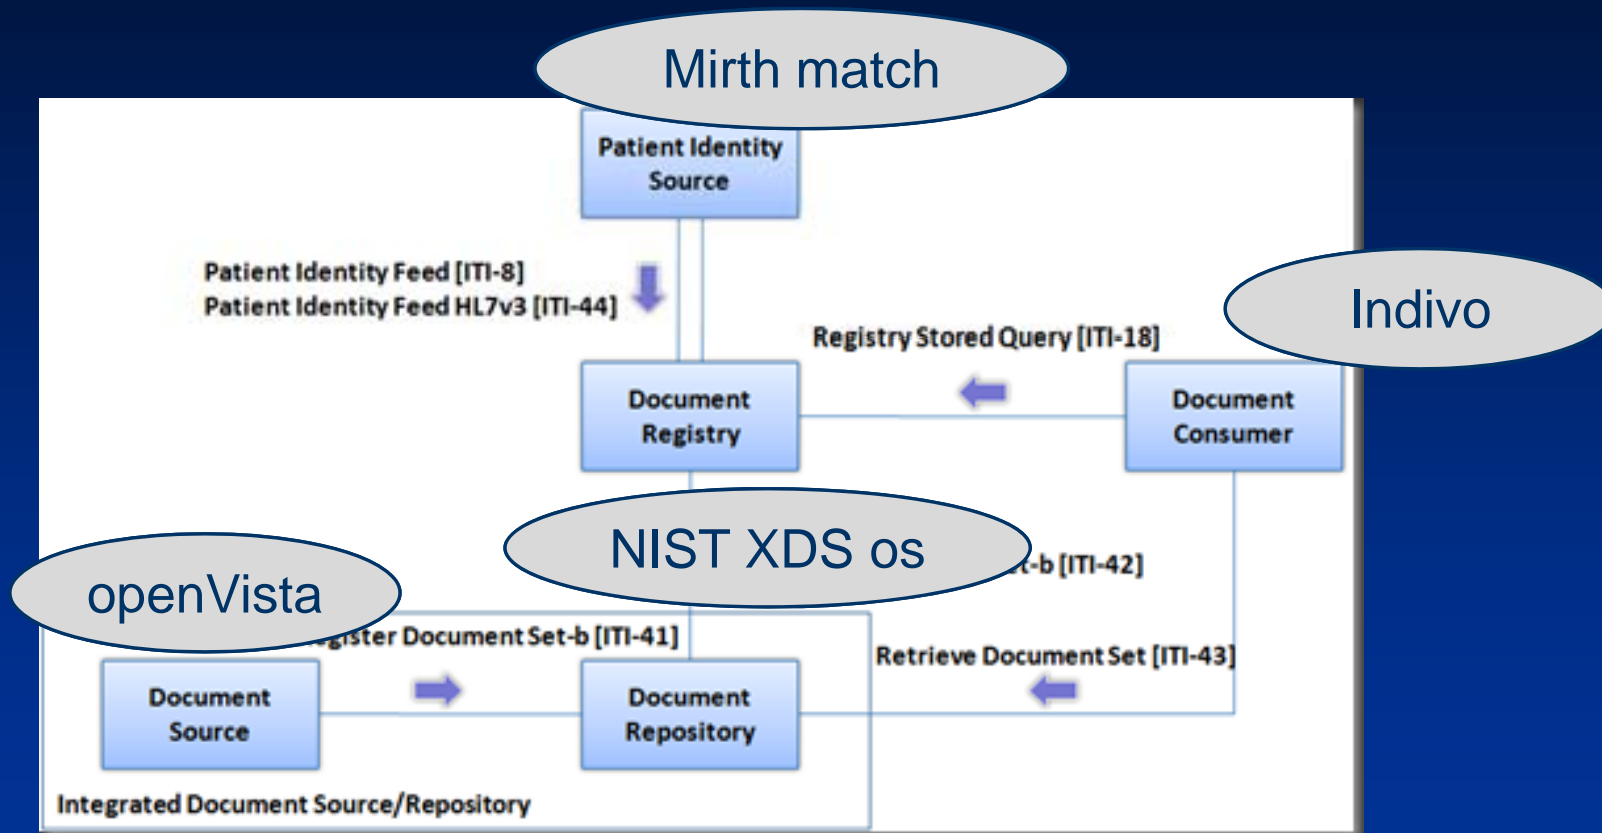 Mirth match
Patient Identity
Source
Patient Identity Feed [ITI-8]
Patient Identity Feed HL7v3 [ITI-44]
Indivo
Registry Stored Query [ITI-18]
Document
Registry
Document
Consumer
NIST XDS os
-b [ITI-42]
openVista
Document Set-b [ITI-41]
Retrieve Document Set [ITI-43]
Document
Source
Document
Repository
Integrated Document Source/Repository